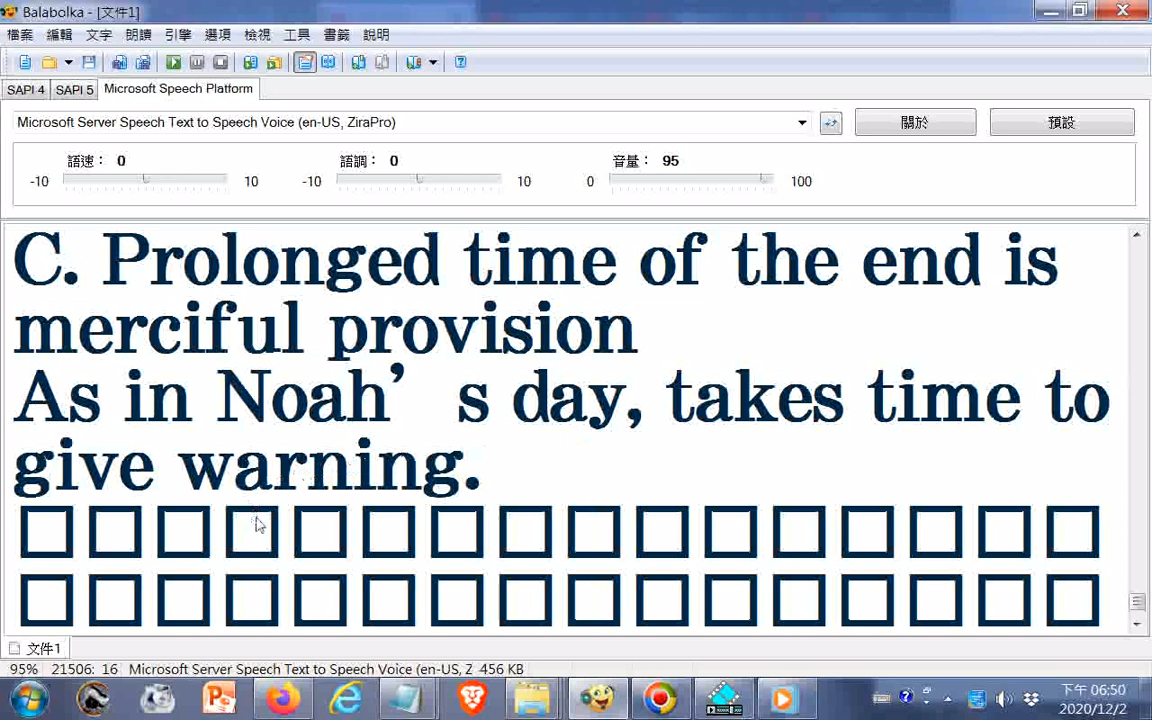 Balabolka - [文件1]
檔案 編輯 文字 朗讀 引擎 選項 檢視 工具 書籤 說明
SAPI 4 SAPI 5 Microsoft Speech Platform
Microsoft Server Speech Text to Speech Voice (en-US, ZiraPro) 關於 預設
語速： 0 語調： 0 音量： 95
-10 10 -10 10 0 100
C. Prolonged time of the end is
merciful provision
As in Noah’s day, takes time to
give warning.
□□□□□□□□□□□□□□□□
□□□□□□□□□□□□□□□□
文件1
95% 21506: 16 Microsoft Server Speech Text to Speech Voice (en-US, Z 456 KB
下午 06:50
2020/12/2